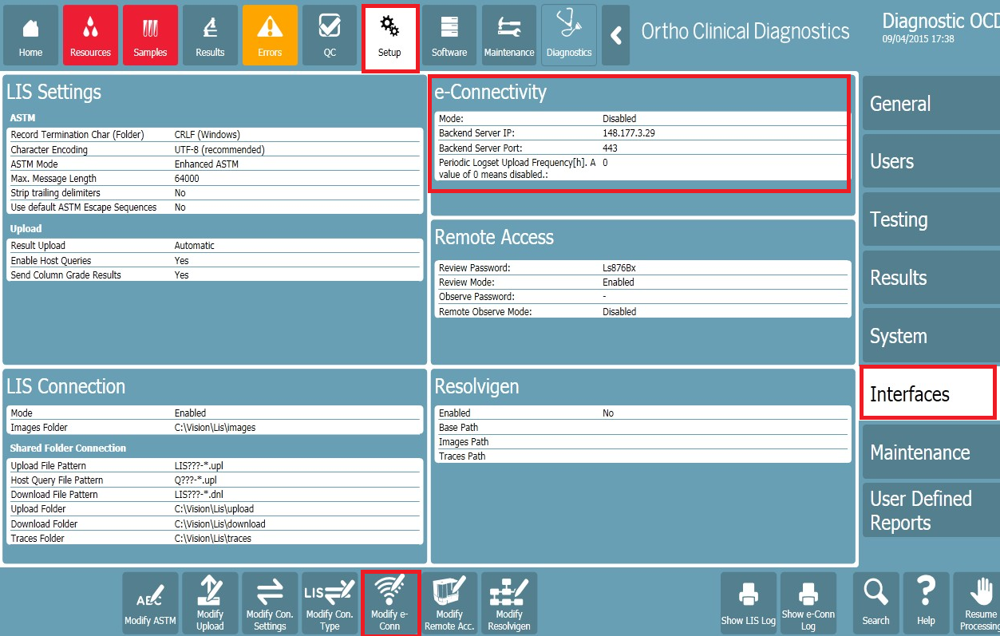 Home
Resources
Samples
Results
Errors
QC
Setup
Software
Maintenance
Diagnostics
Ortho Clinical Diagnostics
Diagnostic OCD
09/04/2015 17:38
LIS Settings
ASTM
Record Termination Char (Folder) CRLF (Windows)
Character Encoding UTF-8 (recommended)
ASTM Mode Enhanced ASTM
Max. Message Length 64000
Strip trailing delimiters No
Use default ASTM Escape Sequences No
Upload
Result Upload Automatic
Enable Host Queries Yes
Send Column Grade Results Yes
e-Connectivity
Mode: Disabled
Backend Server IP: 148.177.3.29
Backend Server Port: 443
Periodic Logset Upload Frequency[h]. A 0
value of 0 means disabled.:
Remote Access
Review Password: Ls876Bx
Review Mode: Enabled
Observe Password: -
Remote Observe Mode: Disabled
LIS Connection
Mode Enabled
Images Folder C:\Vision\Lis\images
Shared Folder Connection
Upload File Pattern LIS???-*.upl
Host Query File Pattern Q???-*.upl
Download File Pattern LIS???-*.dnl
Upload Folder C:\Vision\Lis\upload
Download Folder C:\Vision\Lis\download
Traces Folder C:\Vision\Lis\traces
Resolvigen
Enabled No
Base Path
Images Path
Traces Path
General
Users
Testing
Results
System
Interfaces
Maintenance
User Defined
Reports
ABC
Modify ASTM
Modify
Upload
Modify Con.
Settings
LIS
Modify Con.
Type
Modify e-
Conn
Modify
Remote Acc.
Modify
Resolvigen
Show LIS Log
Show e-Conn
Log
Search
?
Help
Resume
Processing